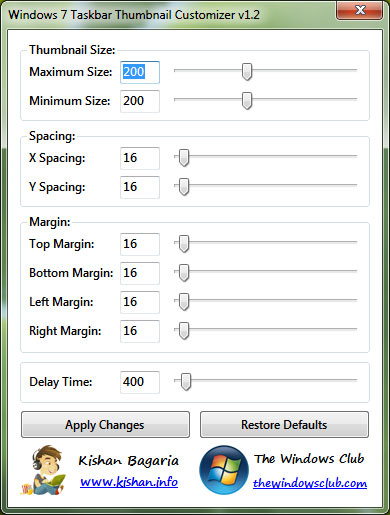 Windows 7 Taskbar Thumbnail Customizer v1.2
Thumbnail Size:
Maximum Size: 200
Minimum Size: 200
Spacing:
X Spacing: 16
Y Spacing: 16
Margin:
Top Margin: 16
Bottom Margin: 16
Left Margin: 16
Right Margin: 16
Delay Time: 400
Apply Changes Restore Defaults
Kishan Bagaria The Windows Club
www.kishan.info thewindowsclub.com